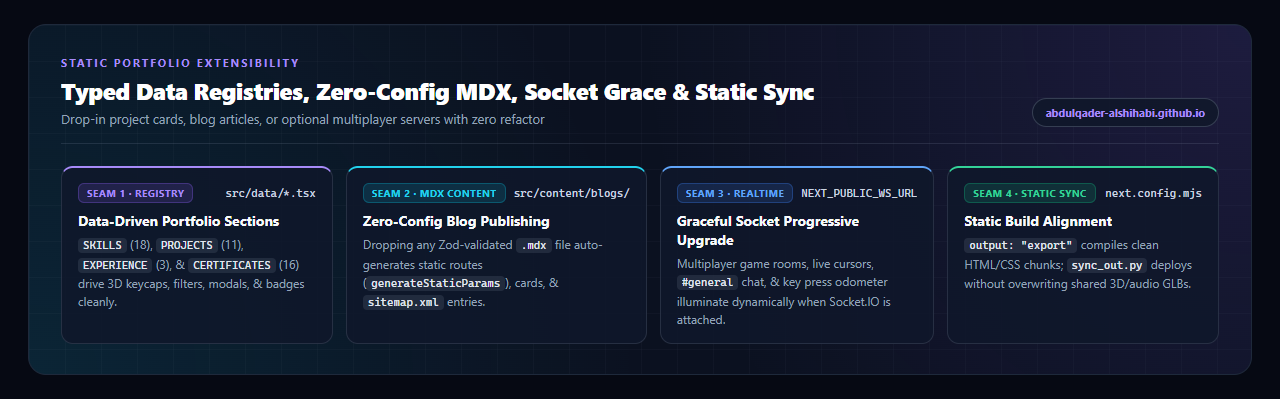 STATIC PORTFOLIO EXTENSIBILITY
Typed Data Registries, Zero-Config MDX, Socket Grace & Static Sync
Drop-in project cards, blog articles, or optional multiplayer servers with zero refactor
abdulqader-alshihabi.github.io
SEAM 1 · REGISTRY
src/data/*.tsx
Data-Driven Portfolio Sections
SKILLS (18), PROJECTS (11),
EXPERIENCE (3), & CERTIFICATES (16)
drive 3D keycaps, filters, modals, & badges
cleanly.
SEAM 2 · MDX CONTENT
src/content/blogs/
Zero-Config Blog Publishing
Dropping any Zod-validated .mdx file auto-
generates static routes
(generateStaticParams), cards, &
sitemap.xml entries.
SEAM 3 · REALTIME
NEXT_PUBLIC_WS_URL
Graceful Socket Progressive
Upgrade
Multiplayer game rooms, live cursors,
#general chat, & key press odometer
illuminate dynamically when Socket.IO is
attached.
SEAM 4 · STATIC SYNC
next.config.mjs
Static Build Alignment
output: "export" compiles clean
HTML/CSS chunks; sync_out.py deploys
without overwriting shared 3D/audio GLBs.